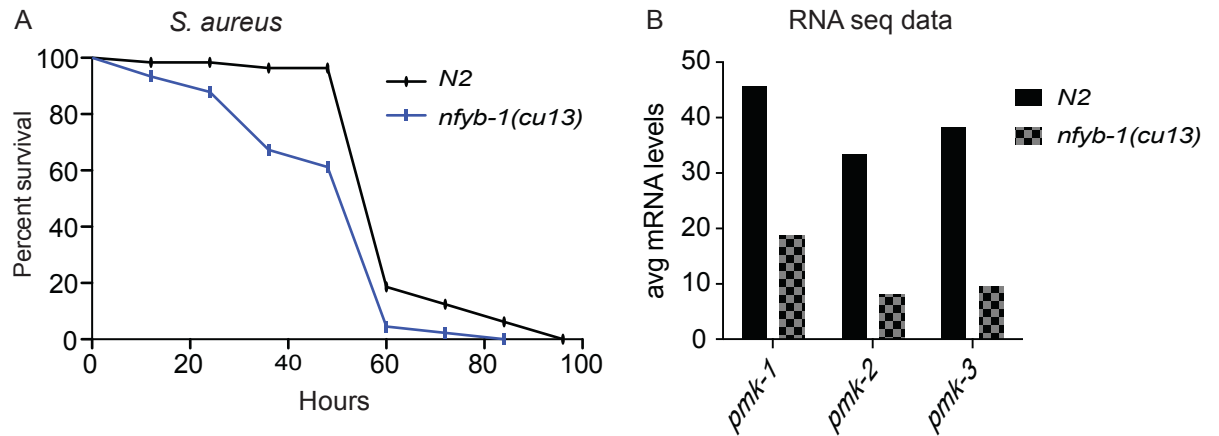 A
S. aureus
Percent survival
100
80
60
40
20
0
0 20 40 60 80 100
Hours
N2
nfyb-1(cu13)
B
RNA seq data
avg mRNA levels
50
40
30
20
10
0
pmk-1
pmk-2
pmk-3
N2
nfyb-1(cu13)